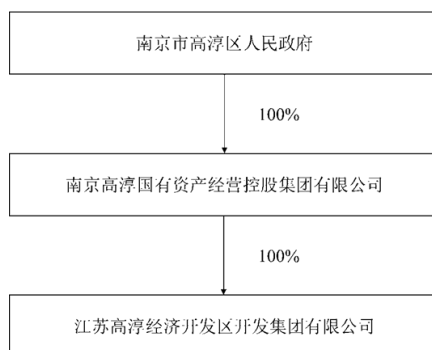 南京市高淳区人民政府
100%
南京高淳国有资产经营控股集团有限公司
100%
江苏高淳经济开发区开发集团有限公司